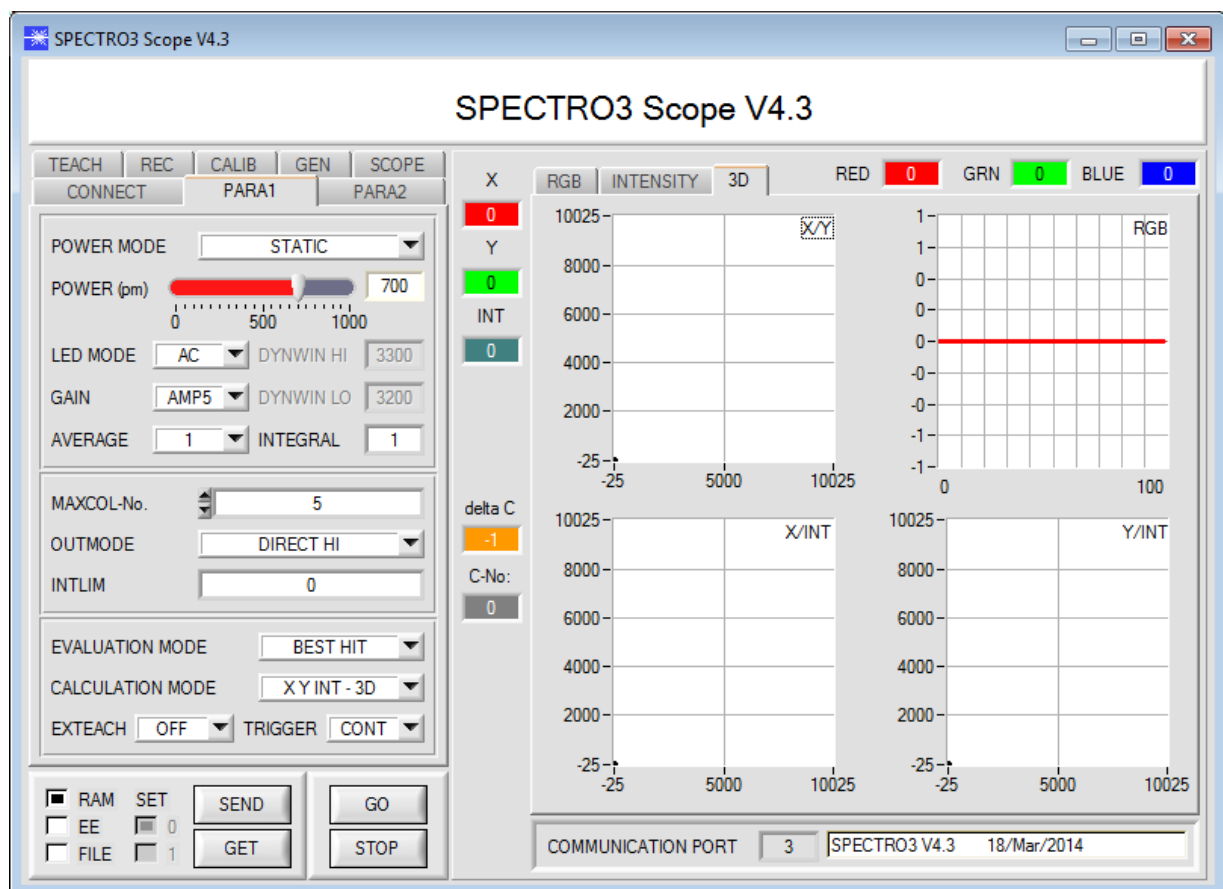 SPECTRO3 Scope V4.3
SPECTRO3 Scope V4.3
TEACH REC CALIB GEN SCOPE
CONNECT PARA1 PARA2
POWER MODE STATIC
POWER (pm) 700
0 500 1000
LED MODE AC DYNWIN HI 3300
GAIN AMP5 DYNWIN LO 3200
AVERAGE 1 INTEGRAL 1
MAXCOL-No. 5
OUTMODE DIRECT HI
INTLIM 0
EVALUATION MODE BEST HIT
CALCULATION MODE X Y INT - 3D
EXTEACH OFF TRIGGER CONT
RAM SET SEND GO
EE 0
FILE 1 GET STOP
X
0
Y
0
INT
0
delta C
-1
C-No:
0
RGB INTENSITY 3D RED 0 GRN 0 BLUE 0
X/Y
10025
8000
6000
4000
2000
-25
-25 5000 10025
RGB
1
1
0
0
0
-0
-0
-1
-1
0 100
X/INT
10025
8000
6000
4000
2000
-25
-25 5000 10025
Y/INT
10025
8000
6000
4000
2000
-25
-25 5000 10025
COMMUNICATION PORT 3 SPECTRO3 V4.3 18/Mar/2014